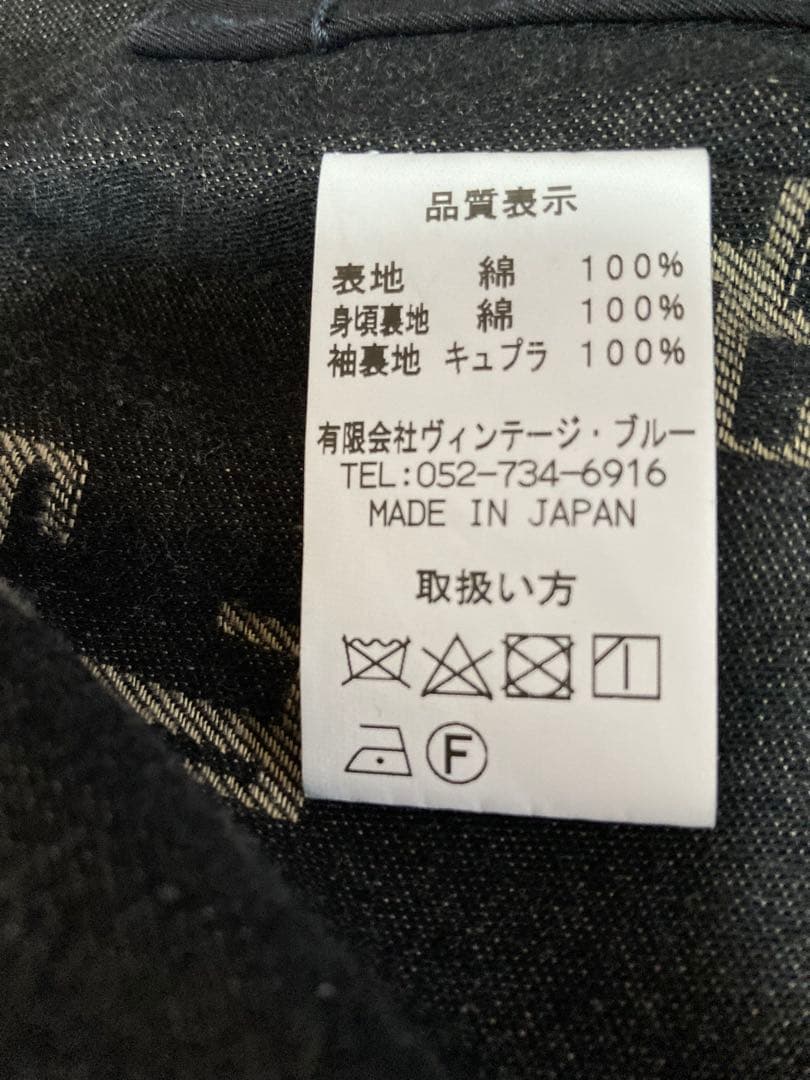 品質表示
表地 綿 100%
身頃裏地 綿 100%
袖裏地 キュプラ 100%
有限会社ヴィンテージ・ブルー
TEL:052-734-6916
MADE IN JAPAN
取扱い方
F